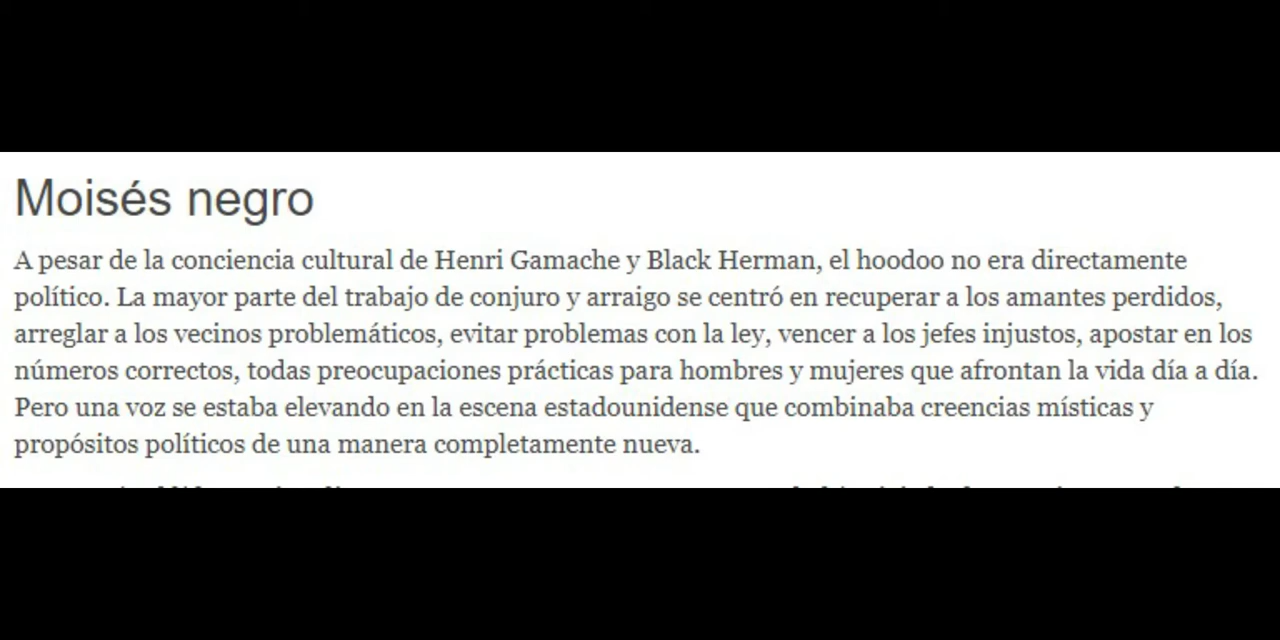 Moisés negro
A pesar de la conciencia cultural de Henri Gamache y Black Herman, el hoodoo no era directamente
político. La mayor parte del trabajo de conjuro y arraigo se centró en recuperar a los amantes perdidos,
arreglar a los vecinos problemáticos, evitar problemas con la ley, vencer a los jefes injustos, apostar en los
números correctos, todas preocupaciones prácticas para hombres y mujeres que afrontan la vida día a día.
Pero una voz se estaba elevando en la escena estadounidense que combinaba creencias místicas y
propósitos políticos de una manera completamente nueva.